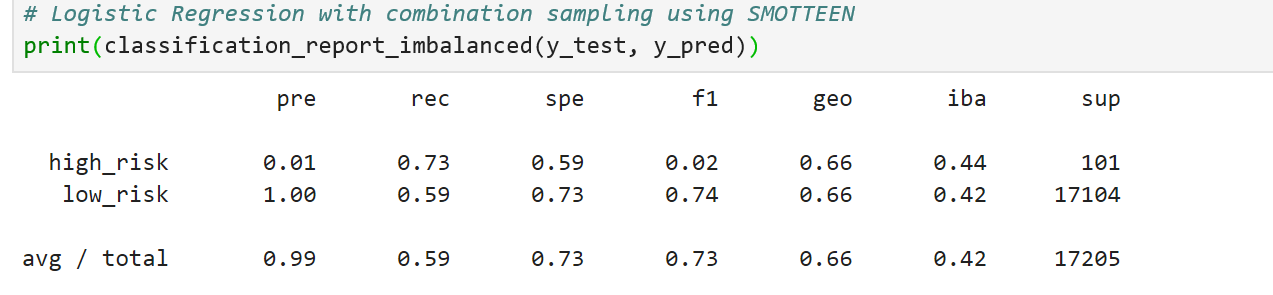 # Logistic Regression with combination sampling using SMOTTEEN
print(classification_report_imbalanced(y_test, y_pred))
pre rec spe f1 geo iba sup
high_risk 0.01 0.73 0.59 0.02 0.66 0.44 101
low_risk 1.00 0.59 0.73 0.74 0.66 0.42 17104
avg / total 0.99 0.59 0.73 0.73 0.66 0.42 17205